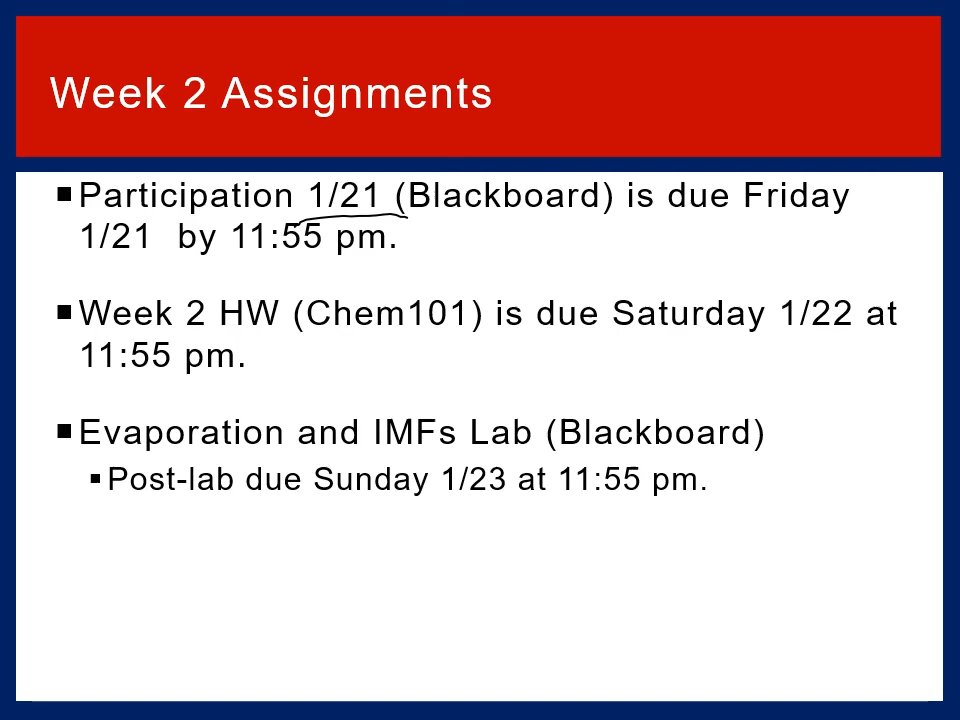 Week 2 Assignments
Participation 1/21 (Blackboard) is due Friday
1/21 by 11:55 pm.
Week 2 HW (Chem101) is due Saturday 1/22 at
11:55 pm.
Evaporation and IMFs Lab (Blackboard)
Post-lab due Sunday 1/23 at 11:55 pm.